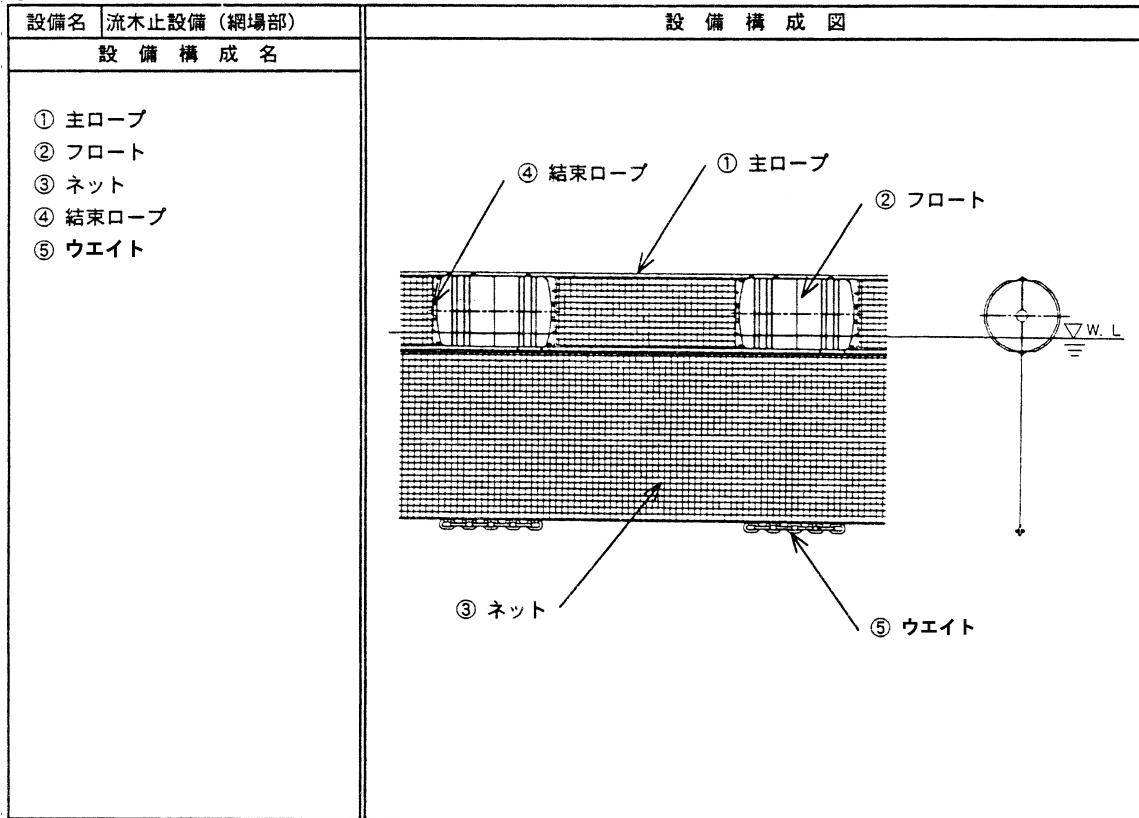 設備名 流木止設備（網場部）
設備構成名
① 主ロープ
② フロート
③ ネット
④ 結束ロープ
⑤ ウエイト
設備構成図
④ 結束ロープ
① 主ロープ
② フロート
W. L
③ ネット
⑤ ウエイト